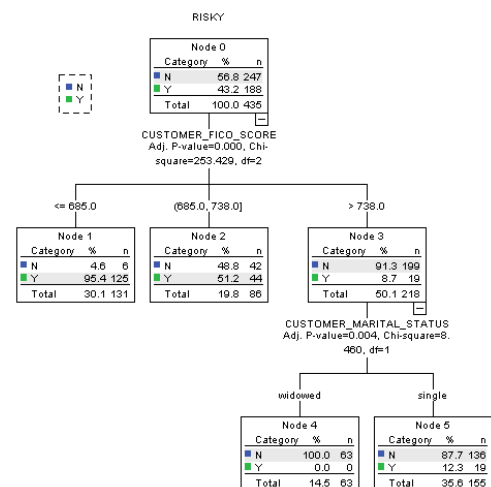 RISKY
N
Y
Node 0
Category % n
N 56.8 247
Y 43.2 188
Total 100.0 435
CUSTOMER_FICO_SCORE
Adj. P-value=0.000, Chi-
square=253.429, df=2
<= 685.0
(685.0, 738.0]
> 738.0
Node 1
Category % n
N 4.6 6
Y 95.4 125
Total 30.1 131
Node 2
Category % n
N 48.8 42
Y 51.2 44
Total 19.8 86
Node 3
Category % n
N 91.3 199
Y 8.7 19
Total 50.1 218
CUSTOMER_MARITAL_STATUS
Adj. P-value=0.004, Chi-square=8.
460, df=1
widowed
single
Node 4
Category % n
N 100.0 63
Y 0.0 0
Total 14.5 63
Node 5
Category % n
N 87.7 136
Y 12.3 19
Total 35.6 155